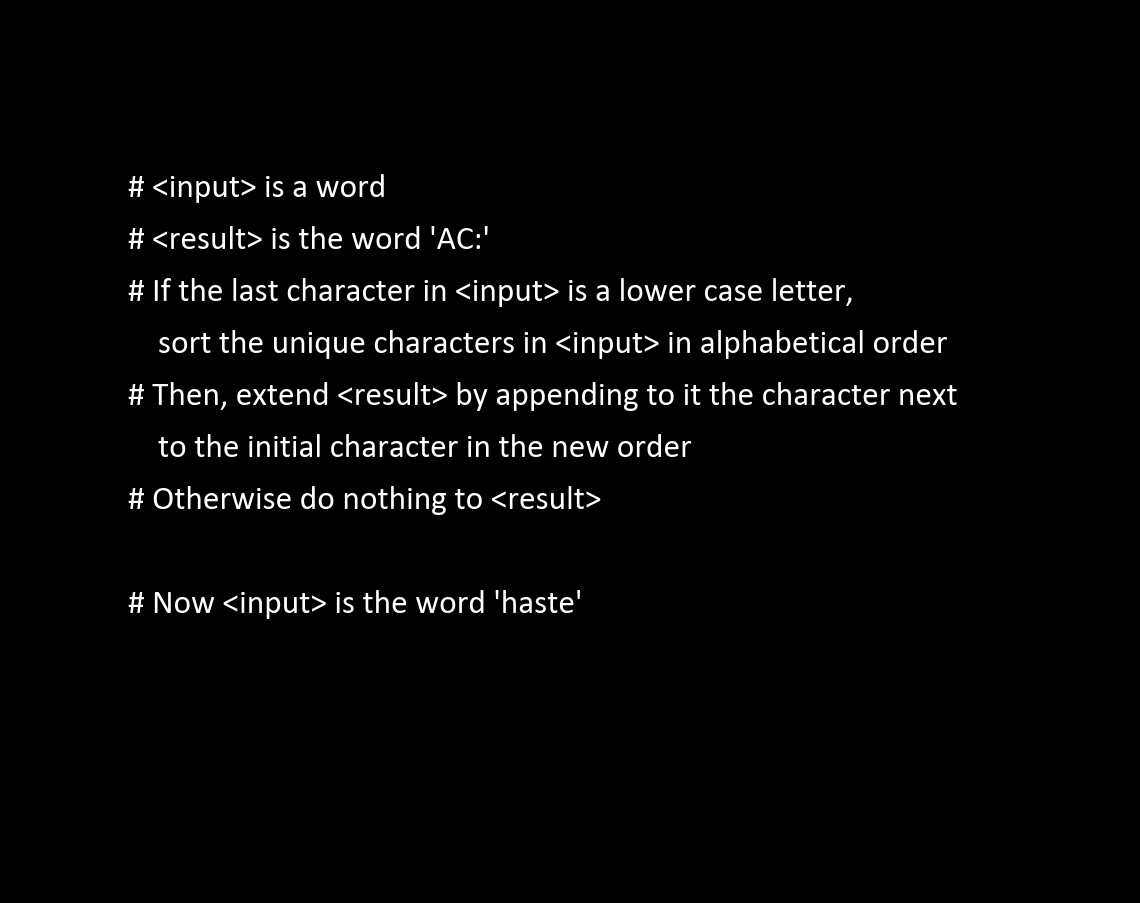 # <input> is a word
# <result> is the word 'AC:'
# If the last character in <input> is a lower case letter,
sort the unique characters in <input> in alphabetical order
# Then, extend <result> by appending to it the character next
to the initial character in the new order
# Otherwise do nothing to <result>
# Now <input> is the word 'haste'